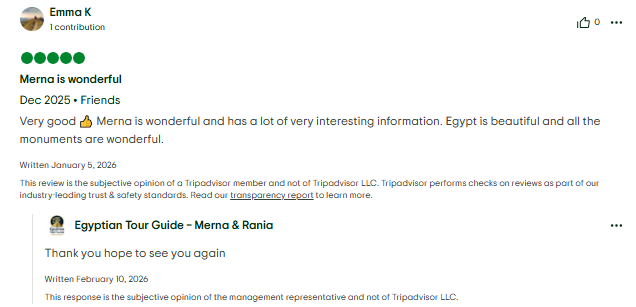 Emma K
1 contribution
0
Merna is wonderful
Dec 2025 • Friends
Very good 👍 Merna is wonderful and has a lot of very interesting information. Egypt is beautiful and all the
monuments are wonderful.
Written January 5, 2026
This review is the subjective opinion of a Tripadvisor member and not of Tripadvisor LLC. Tripadvisor performs checks on reviews as part of our
industry-leading trust & safety standards. Read our transparency report to learn more.
Egyptian Tour Guide - Merna & Rania
Thank you hope to see you again
Written February 10, 2026
This response is the subjective opinion of the management representative and not of Tripadvisor LLC.